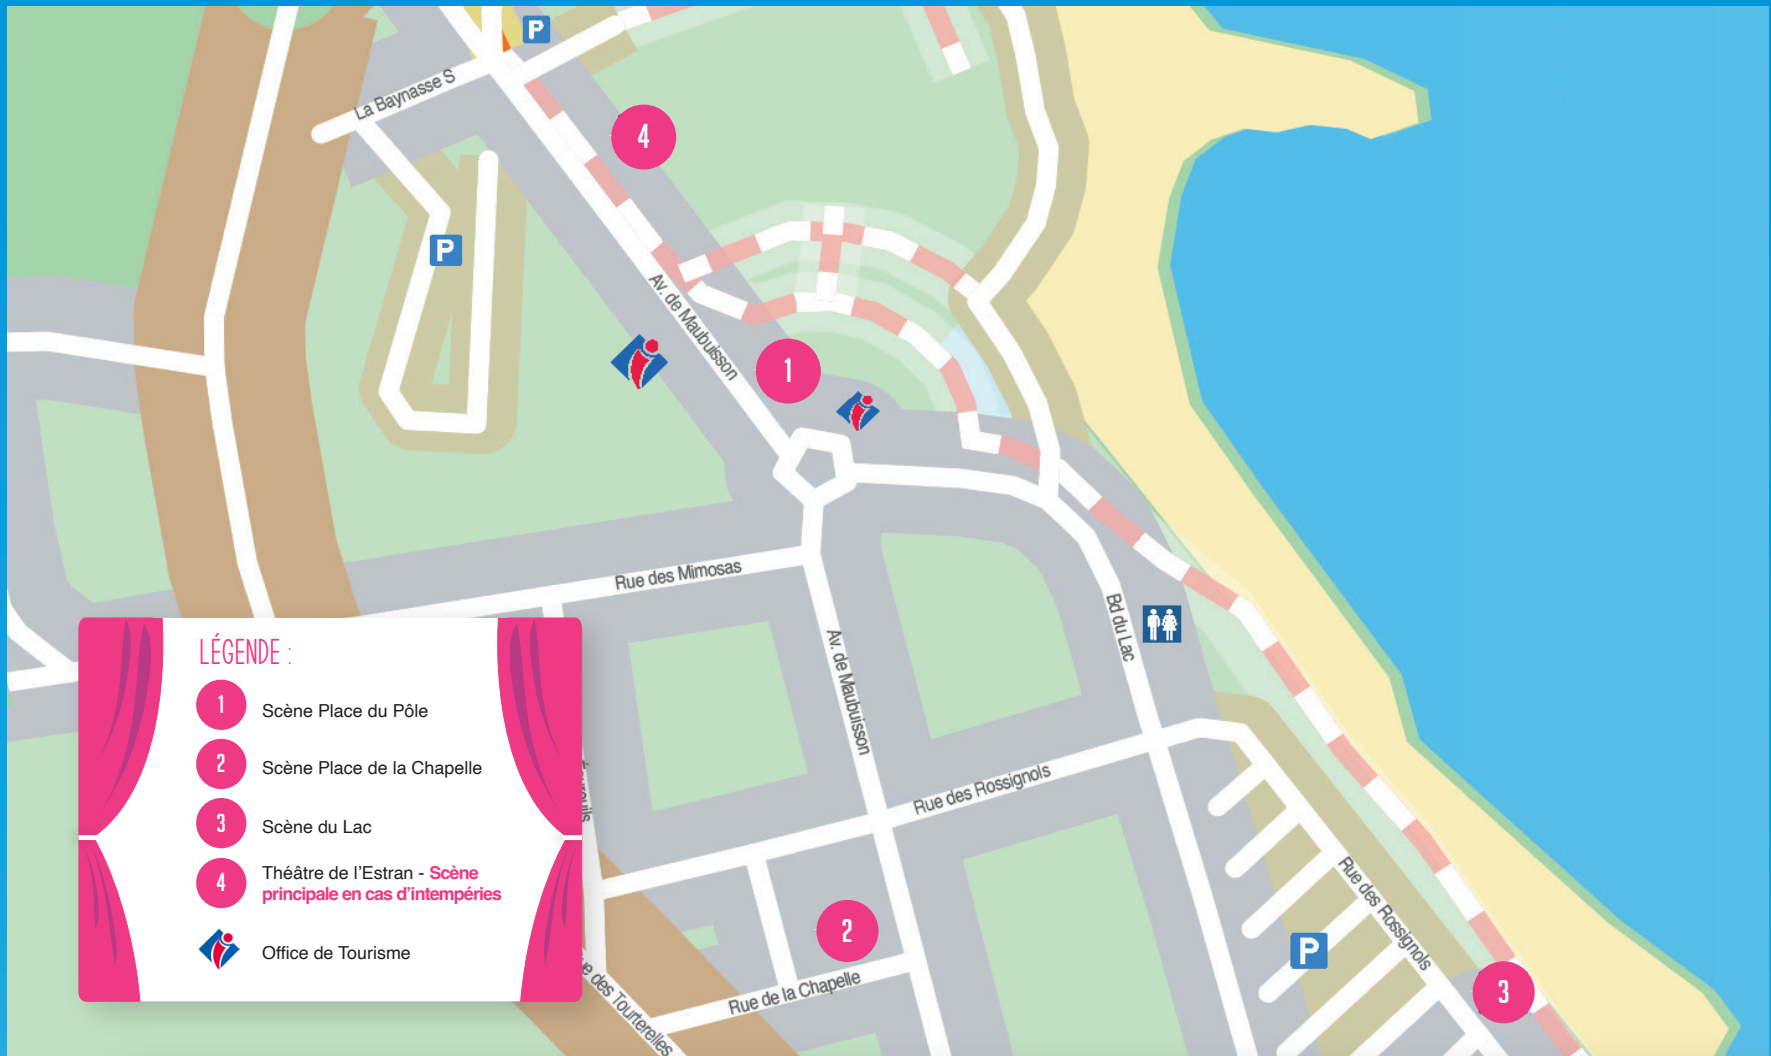 P
La Baynasse S
4
P
Av. de Maubuisson
1
Rue des Mimosas
Bd du Lac
Av. de Maubuisson
Rue des Rossignols
Rue des Rossignols
2
Rue de la Chapelle
P
3
LÉGENDE :
1 Scène Place du Pôle
2 Scène Place de la Chapelle
3 Scène du Lac
4 Théâtre de l'Estran - Scène
principale en cas d'intempéries
Office de Tourisme
des Tourterelles